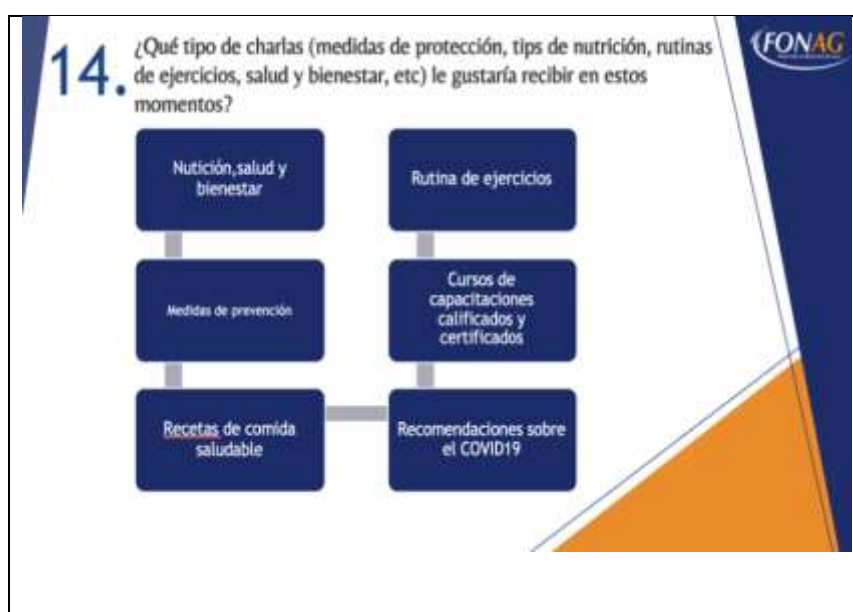 14.
¿Qué tipo de charlas (medidas de protección, tips de nutrición, rutinas
de ejercicios, salud y bienestar, etc) le gustaría recibir en estos
momentos?
FONAG
Nutición,salud y
bienestar
Medidas de prevención
Recetas de comida
saludable
Recomendaciones sobre
el COVID19
Cursos de
capacitaciones
calificados y
certificados
Rutina de ejercicios